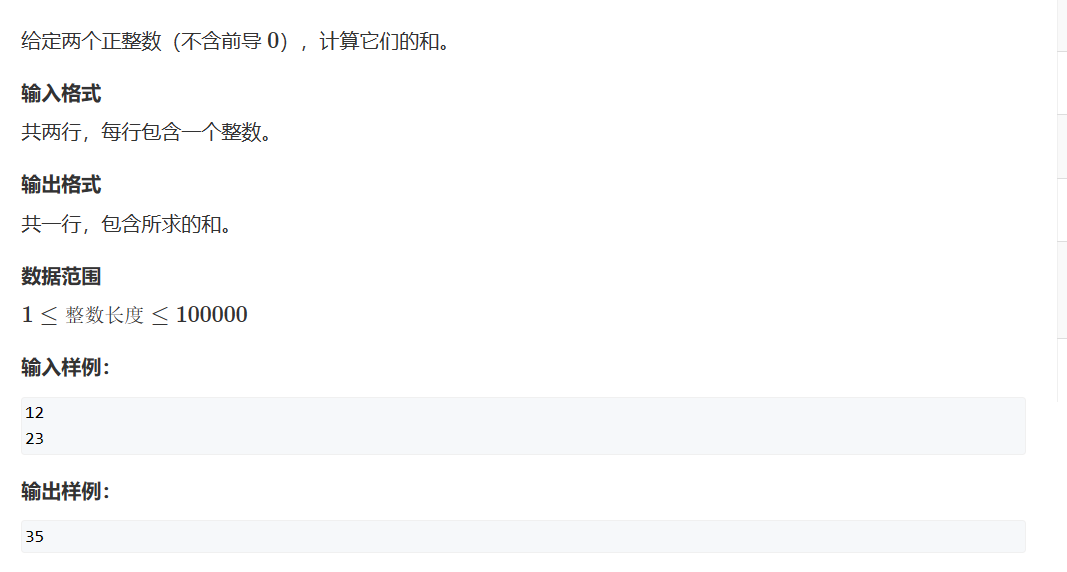 给定两个正整数（不含前导 0），计算它们的和。
输入格式
共两行，每行包含一个整数。
输出格式
共一行，包含所求的和。
数据范围
1 ≤ 整数长度 ≤ 100000
输入样例：
12
23
输出样例：
35